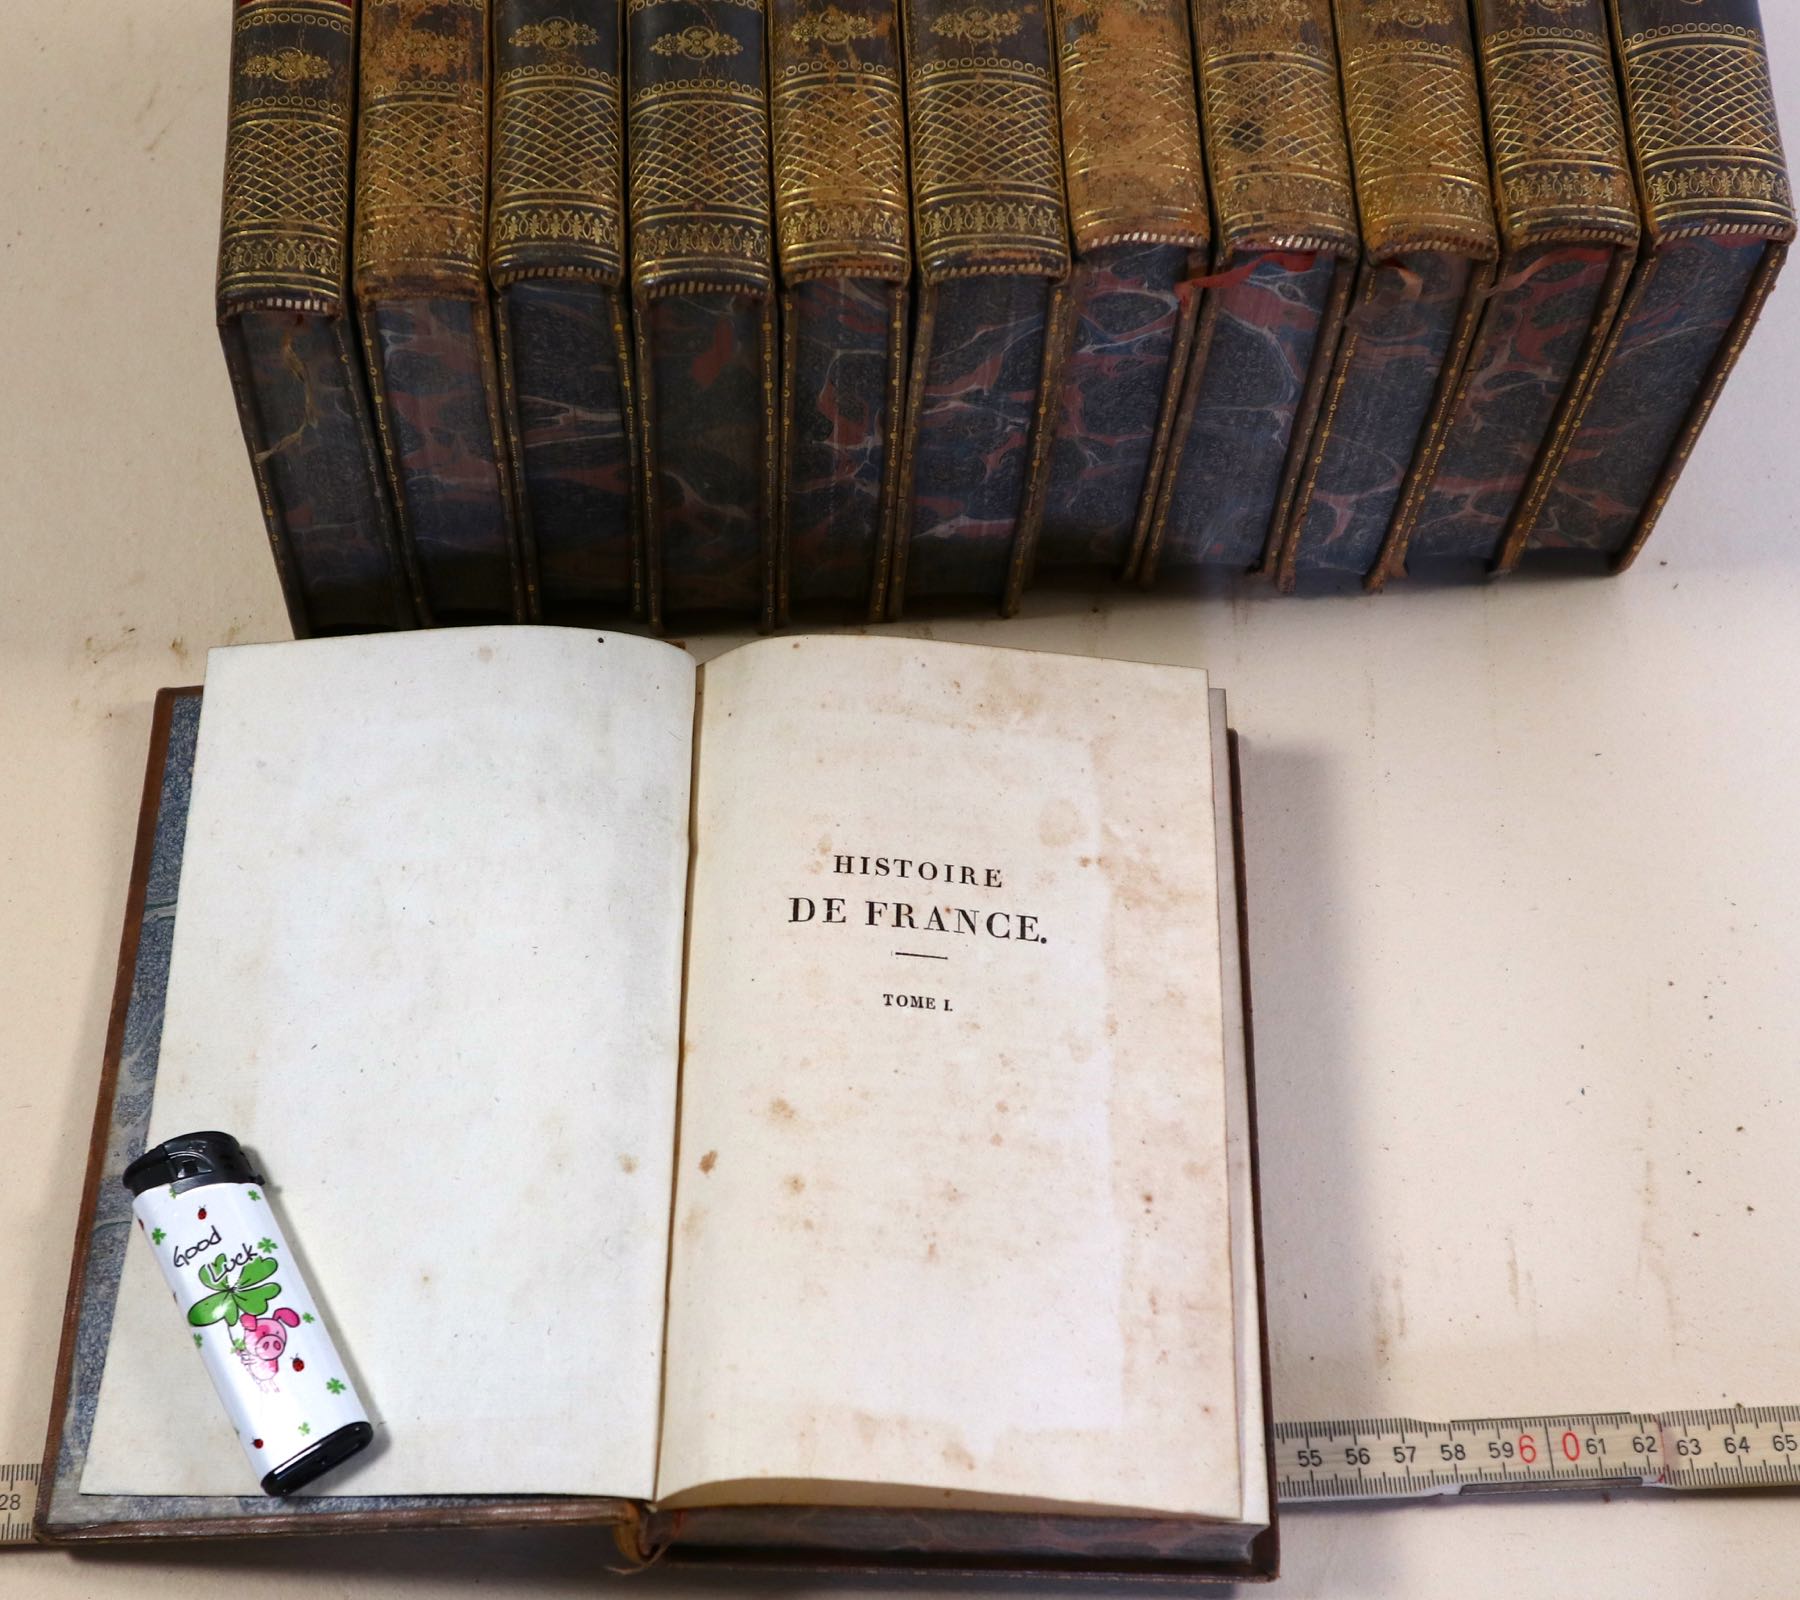 HISTOIRE
DE FRANCE.
TOME I.
Good
Luck
28
55 56 57 58 59 60 61 62 63 64 65